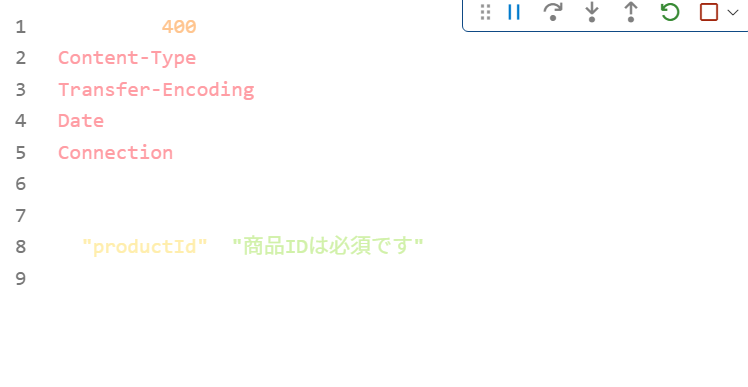 1 400
2 Content-Type
3 Transfer-Encoding
4 Date
5 Connection
6
7
8 "productId" "商品IDは必須です"
9